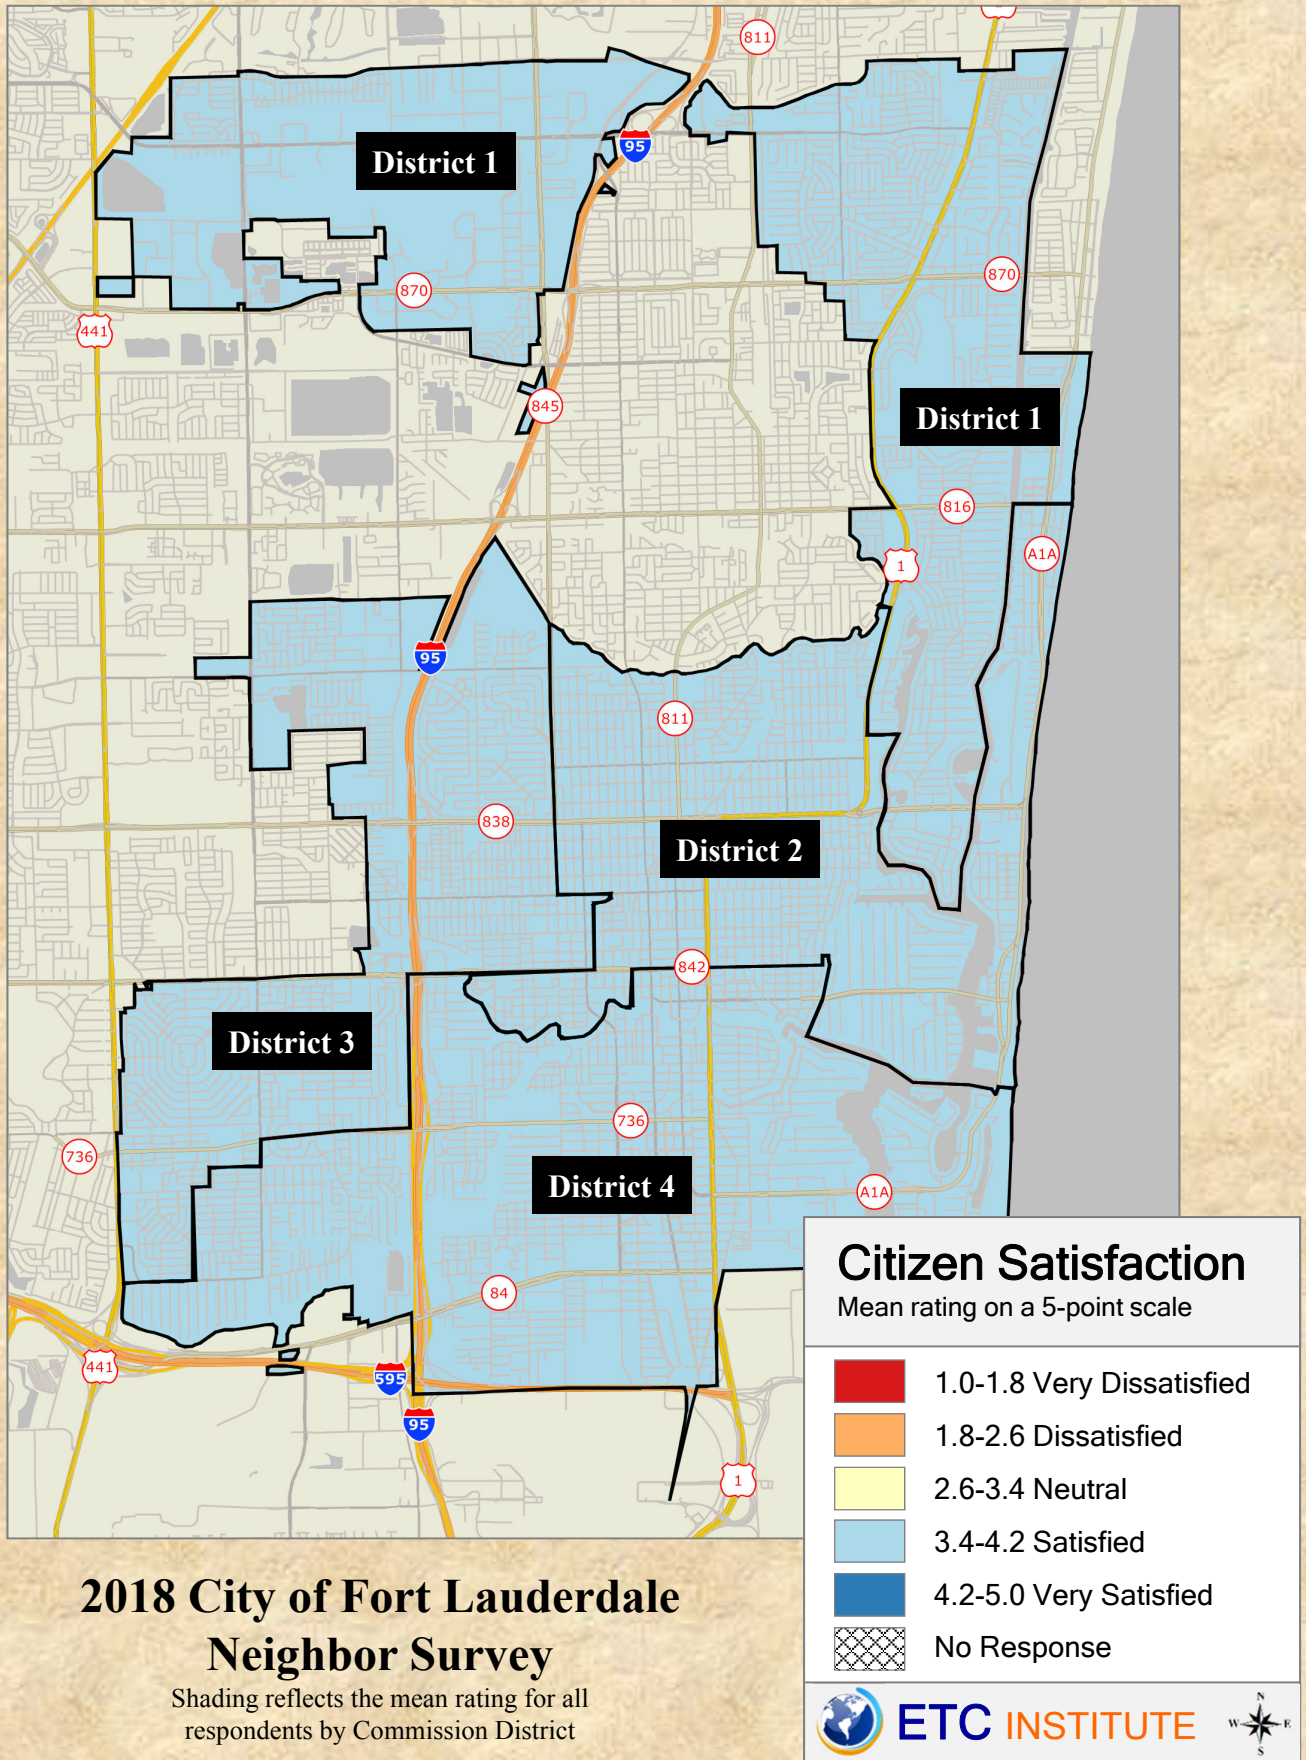 811
95
District 1
870
870
441
845
District 1
816
A1A
1
95
811
838
District 2
842
District 3
736
736
District 4
A1A
84
441
595
95
1
Citizen Satisfaction
Mean rating on a 5-point scale
1.0-1.8 Very Dissatisfied
1.8-2.6 Dissatisfied
2.6-3.4 Neutral
3.4-4.2 Satisfied
4.2-5.0 Very Satisfied
No Response
2018 City of Fort Lauderdale
Neighbor Survey
Shading reflects the mean rating for all
respondents by Commission District
ETC INSTITUTE
N
W E
S